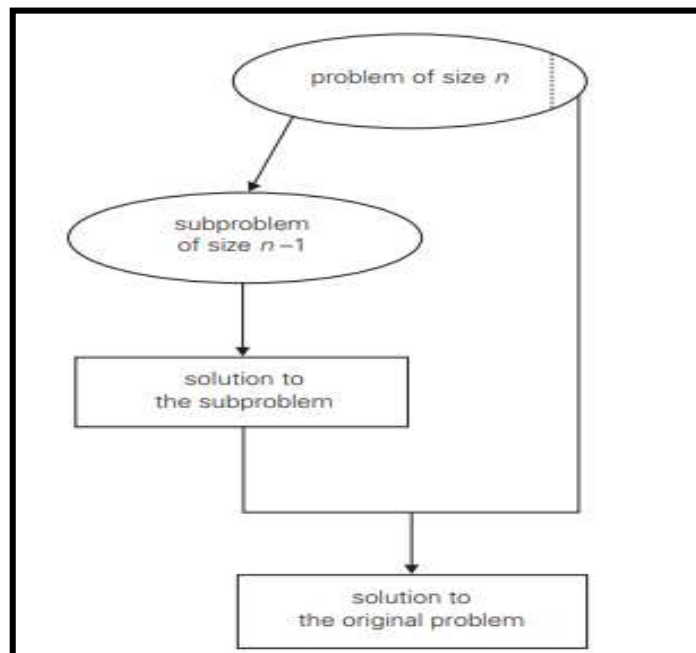 problem of size n
subproblem
of size n–1
solution to
the subproblem
solution to
the original problem